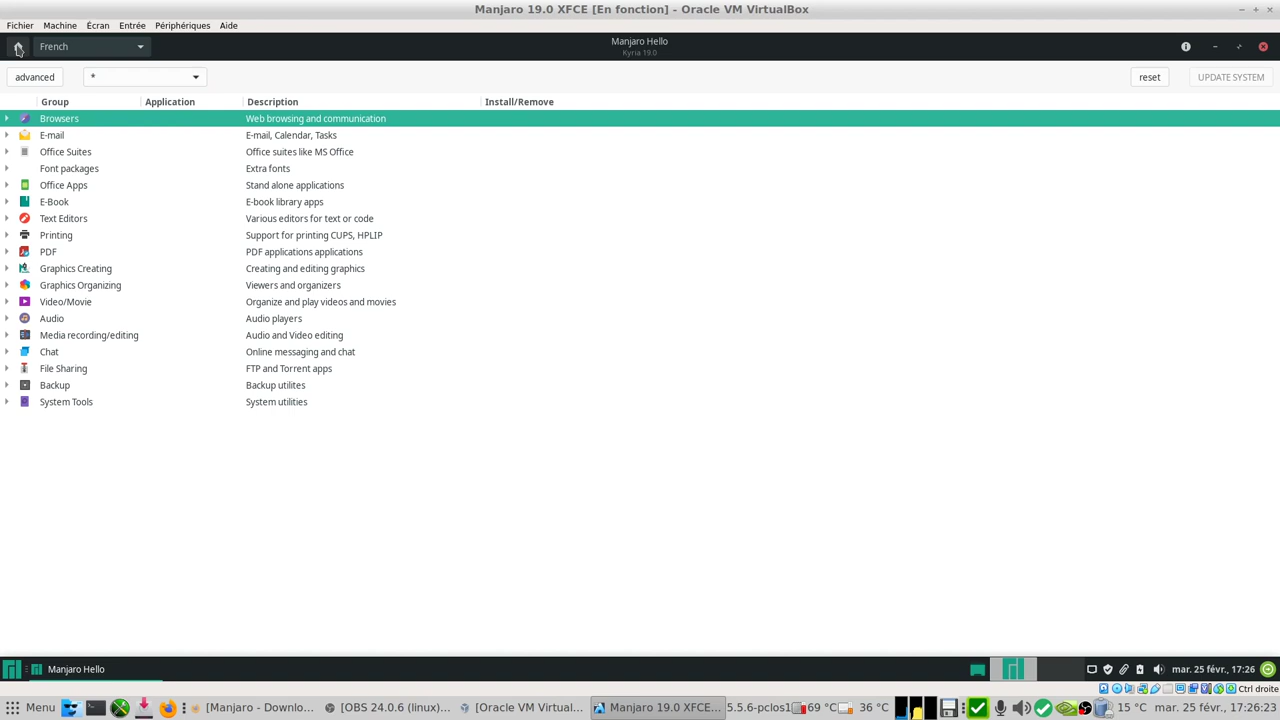 Manjaro 19.0 XFCE [En fonction] - Oracle VM VirtualBox
Fichier Machine Écran Entrée Périphériques Aide
French
Manjaro Hello
Kyria 19.0
advanced * reset UPDATE SYSTEM
Group Application Description Install/Remove
Browsers Web browsing and communication
E-mail E-mail, Calendar, Tasks
Office Suites Office suites like MS Office
Font packages Extra fonts
Office Apps Stand alone applications
E-Book E-book library apps
Text Editors Various editors for text or code
Printing Support for printing CUPS, HPLIP
PDF PDF applications applications
Graphics Creating Creating and editing graphics
Graphics Organizing Viewers and organizers
Video/Movie Organize and play videos and movies
Audio Audio players
Media recording/editing Audio and Video editing
Chat Online messaging and chat
File Sharing FTP and Torrent apps
Backup Backup utilites
System Tools System utilities
Manjaro Hello mar. 25 févr., 17:26
Ctrl droite
Menu [Manjaro - Downlo... [OBS 24.0.6 (linux)... [Oracle VM Virtual... Manjaro 19.0 XFCE... 5.5.6-pclos1 69 °C 36 °C 15 °C mar. 25 févr., 17:26:23